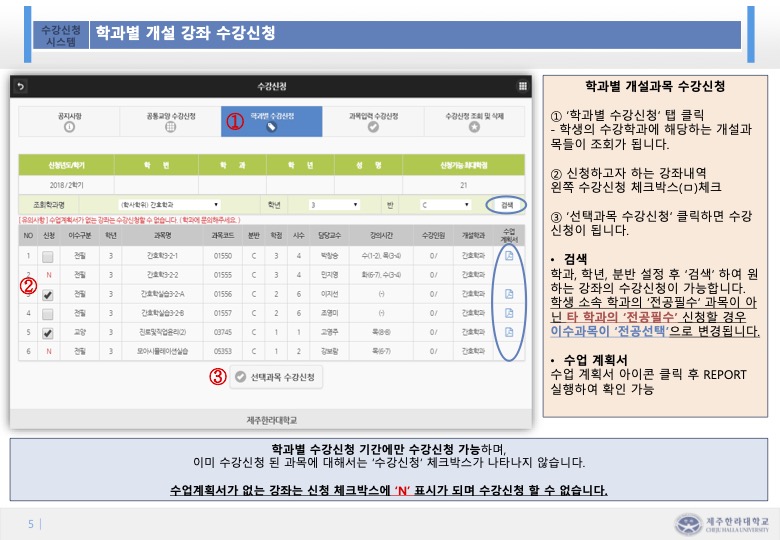 수강신청
시스템
학과별 개설 강좌 수강신청
수강신청
공지사항
공통교양 수강신청
① 학과별 수강신청
과목입력 수강신청
수강신청 조회 및 삭제
신청년도/학기 학 번 학 과 학 년 성 명 신청가능 최대학점
2018 / 2학기 21
조회학과명 (학사학위) 간호학과 학년 3 반 C 검색
[ 유의사항 ] 수업계획서가 없는 강좌는 수강신청할 수 없습니다. ( 학과에 문의해주세요. )
NO 신청 이수구분 학년 과목명 과목코드 분반 학점 시수 담당교수 강의시간 수강인원 개설학과 수업계획서
1 전필 3 간호학3-2-1 01550 C 3 4 박창승 수(1-2), 목(3-4) 0 / 간호학과
2 N 전필 3 간호학3-2-2 01555 C 3 4 민지영 화(6-7), 수(3-4) 0 / 간호학과
②
3 전필 3 간호학실습3-2-A 01556 C 2 6 이지선 (-) 0 / 간호학과
4 전필 3 간호학실습3-2-B 01557 C 2 6 조영미 (-) 0 / 간호학과
5 교양 3 진로및직업윤리(2) 03745 C 1 1 고영주 목(8-8) 0 / 간호학과
6 N 전필 3 모아시뮬레이션실습 05353 C 1 2 강보람 목(6-7) 0 / 간호학과
③ 선택과목 수강신청
제주한라대학교
학과별 개설과목 수강신청
① ‘학과별 수강신청’ 탭 클릭
- 학생의 수강학과에 해당하는 개설과
목들이 조회가 됩니다.
② 신청하고자 하는 강좌내역
왼쪽 수강신청 체크박스(ㅁ)체크
③ ‘선택과목 수강신청’ 클릭하면 수강
신청이 됩니다.
• 검색
학과, 학년, 분반 설정 후 ‘검색’ 하여 원
하는 강좌의 수강신청이 가능합니다.
학생 소속 학과의 ‘전공필수’ 과목이 아
닌 타 학과의 ‘전공필수’ 신청할 경우
이수과목이 ‘전공선택’으로 변경됩니다.
• 수업 계획서
수업 계획서 아이콘 클릭 후 REPORT
실행하여 확인 가능
학과별 수강신청 기간에만 수강신청 가능하며,
이미 수강신청 된 과목에 대해서는 ‘수강신청’ 체크박스가 나타나지 않습니다.
수업계획서가 없는 강좌는 신청 체크박스에 ‘N’ 표시가 되며 수강신청 할 수 없습니다.
5 |
제주한라대학교
CHEJU HALLA UNIVERSITY